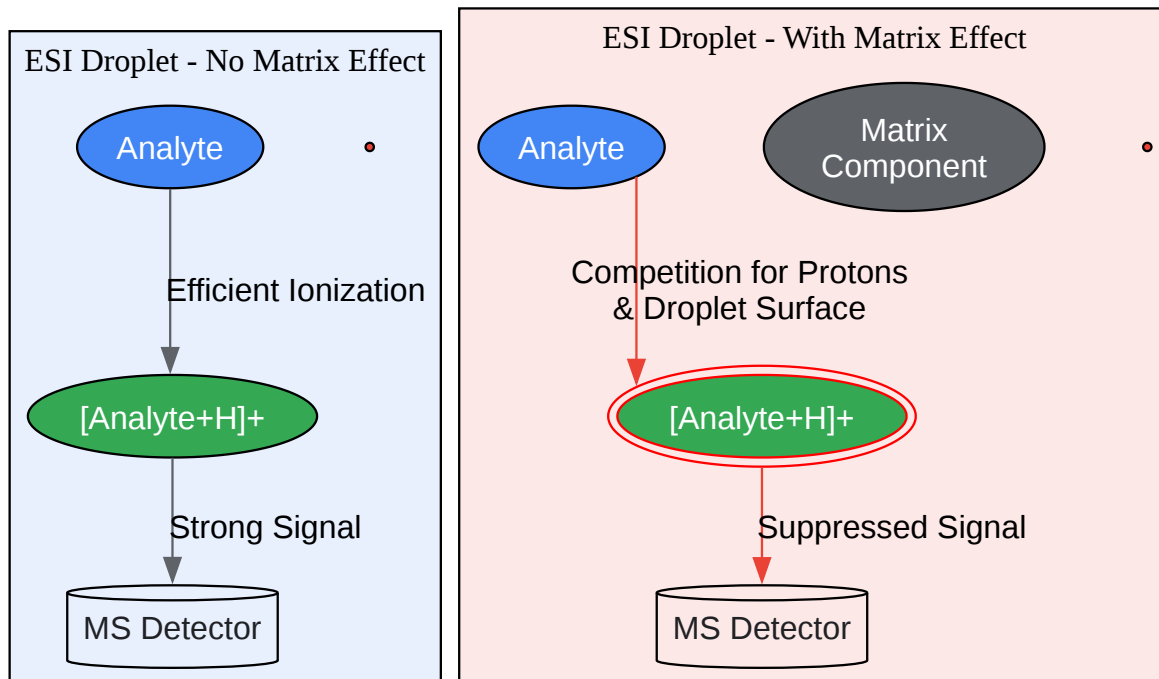 ESI Droplet - No Matrix Effect
Analyte
Efficient Ionization
[Analyte+H]+
Strong Signal
MS Detector
ESI Droplet - With Matrix Effect
Analyte
Matrix
Component
Competition for Protons
& Droplet Surface
[Analyte+H]+
Suppressed Signal
MS Detector